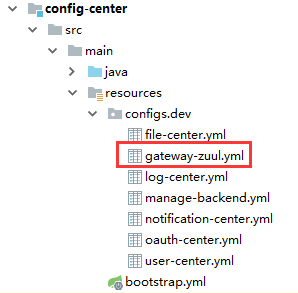 config-center
src
main
java
resources
configs.dev
file-center.yml
gateway-zuul.yml
log-center.yml
manage-backend.yml
notification-center.yml
oauth-center.yml
user-center.yml
bootstrap.yml